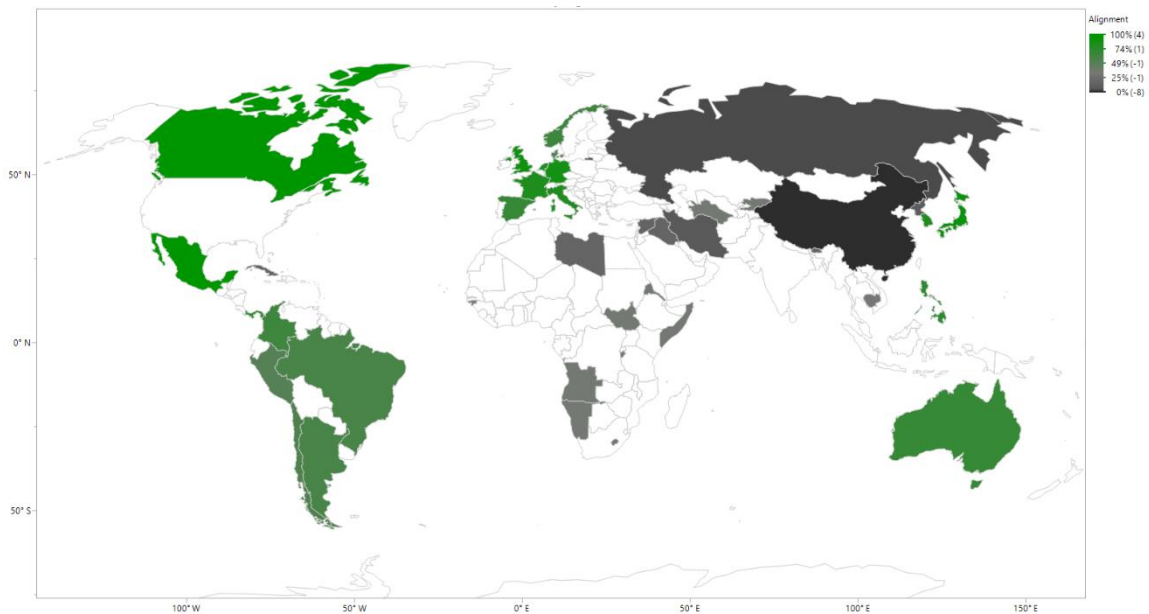 Alignment
100% (4)
74% (1)
49% (-1)
25% (-1)
0% (-8)
50° N
0° N
50° S
100° W
50° W
0° E
50° E
100° E
150° E